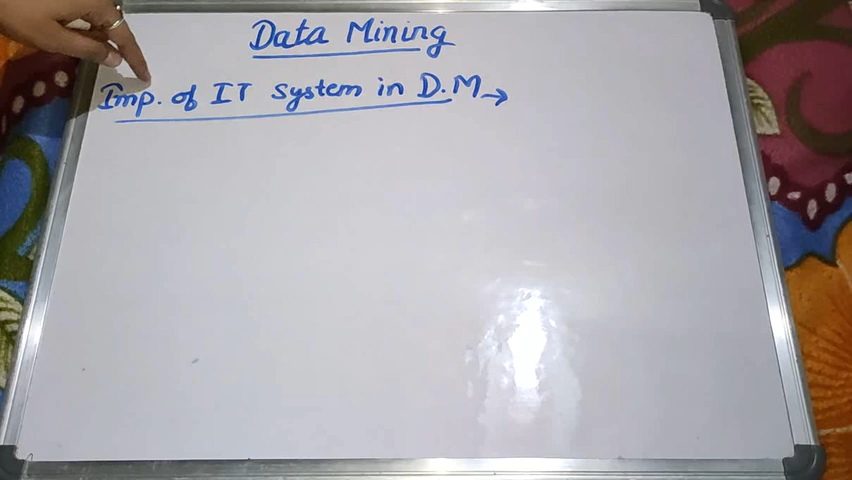 Data Mining
Imp. of IT System in D.M →